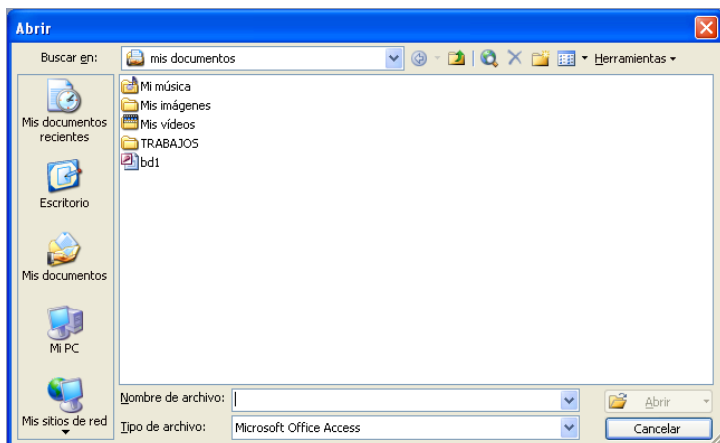 Abrir
Buscar en:
mis documentos
Herramientas
Mi música
Mis imágenes
Mis vídeos
TRABAJOS
bd1
Mis documentos
recientes
Escritorio
Mis documentos
Mi PC
Mis sitios de red
Nombre de archivo:
Abrir
Tipo de archivo:
Microsoft Office Access
Cancelar